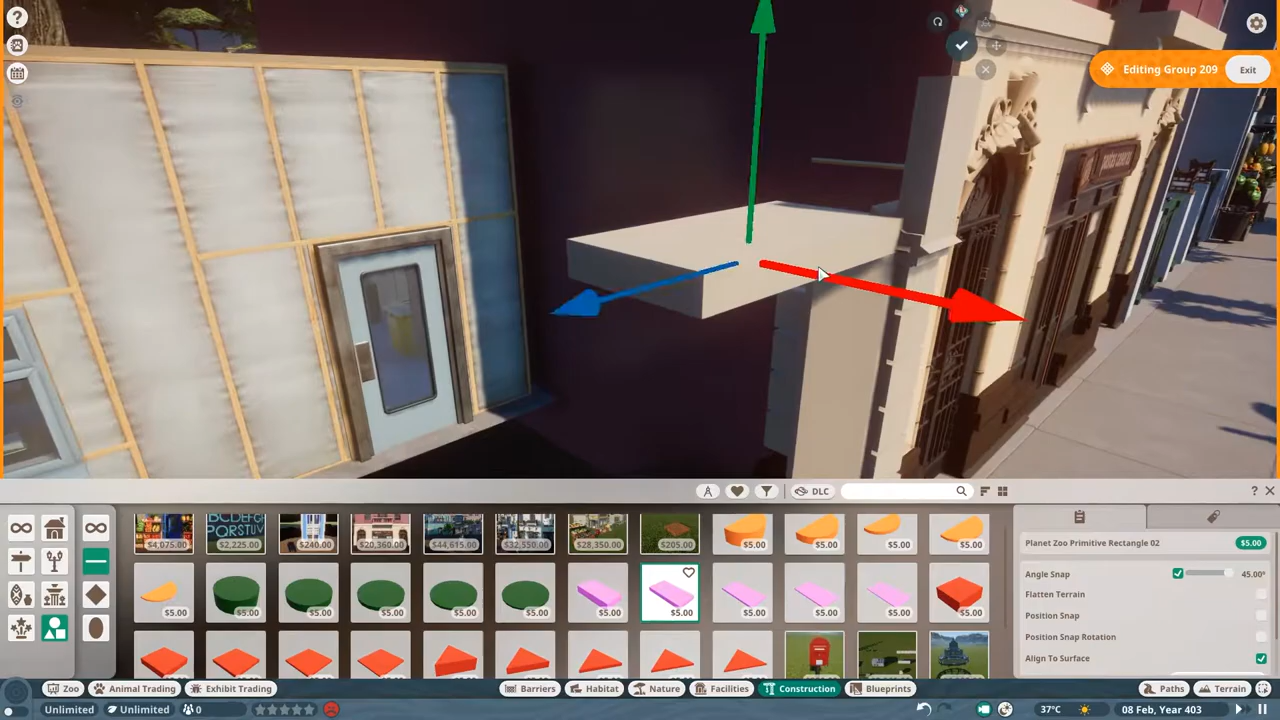 ?
Editing Group 209
Exit
DLC
? ×
$4,075.00
$2,225.00
$240.00
$20,360.00
$44,615.00
$32,550.00
$28,350.00
$205.00
$5.00
$5.00
$5.00
$5.00
Planet Zoo Primitive Rectangle 02
$5.00
$5.00
$5.00
$5.00
$5.00
$5.00
$5.00
$5.00
$5.00
$5.00
$5.00
$5.00
$5.00
Angle Snap
45.00°
Flatten Terrain
Position Snap
Position Snap Rotation
Align To Surface
Zoo
Animal Trading
Exhibit Trading
Barriers
Habitat
Nature
Facilities
Construction
Blueprints
Paths
Terrain
Unlimited
Unlimited
0
37°C
08 Feb, Year 403